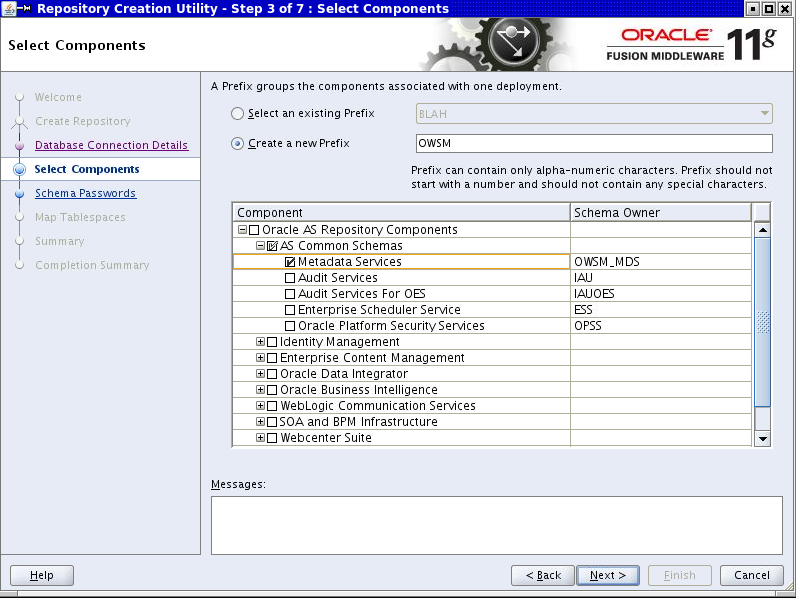 Repository Creation Utility - Step 3 of 7 : Select Components
Select Components
ORACLE
FUSION MIDDLEWARE 11g
Welcome
Create Repository
Database Connection Details
Select Components
Schema Passwords
Map Tablespaces
Summary
Completion Summary
A Prefix groups the components associated with one deployment.
Select an existing Prefix BLAH
Create a new Prefix OWSM
Prefix can contain only alpha-numeric characters. Prefix should not
start with a number and should not contain any special characters.
Component Schema Owner
Oracle AS Repository Components
AS Common Schemas
Metadata Services OWSM_MDS
Audit Services IAU
Audit Services For OES IAUOES
Enterprise Scheduler Service ESS
Oracle Platform Security Services OPSS
Identity Management
Enterprise Content Management
Oracle Data Integrator
Oracle Business Intelligence
WebLogic Communication Services
SOA and BPM Infrastructure
Webcenter Suite
Messages:
Help < Back Next > Finish Cancel